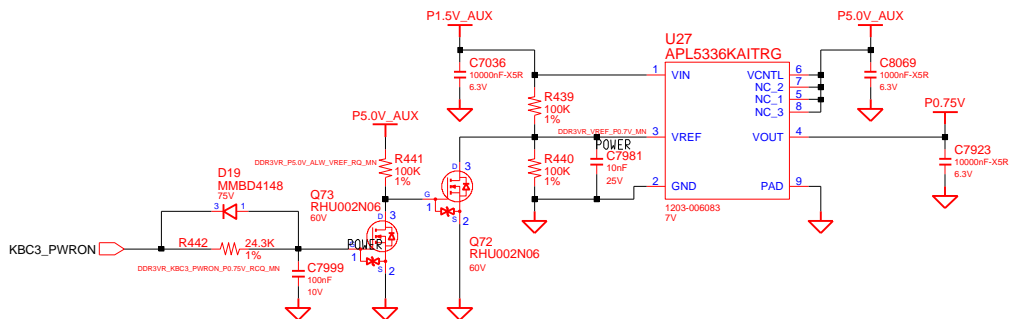 P1.5V_AUX
P5.0V_AUX
U27
APL5336KAITRG
C7036
10000nF-X5R
6.3V
1
VIN
VCNTL
6
NC_2
7
NC_1
5
NC_3
8
C8069
1000nF-X5R
6.3V
R439
100K
1%
P0.75V
P5.0V_AUX
DDR3VR_VREF_P0.7V_MN
3
VREF
VOUT
4
POWER
DDR3VR_P5.0V_ALW_VREF_RQ_MN
R441
100K
1%
D
3
R440
100K
1%
C7981
10nF
25V
C7923
10000nF-X5R
6.3V
D19
MMBD4148
75V
3
1
Q73
RHU002N06
60V
G
1
S
2
2
GND
PAD
9
1203-006083
7V
D
3
Q72
RHU002N06
60V
KBC3_PWRON
R442
24.3K
1%
POWER
G
1
S
2
DDR3VR_KBC3_PWRON_P0.75V_RCQ_MN
C7999
100nF
10V